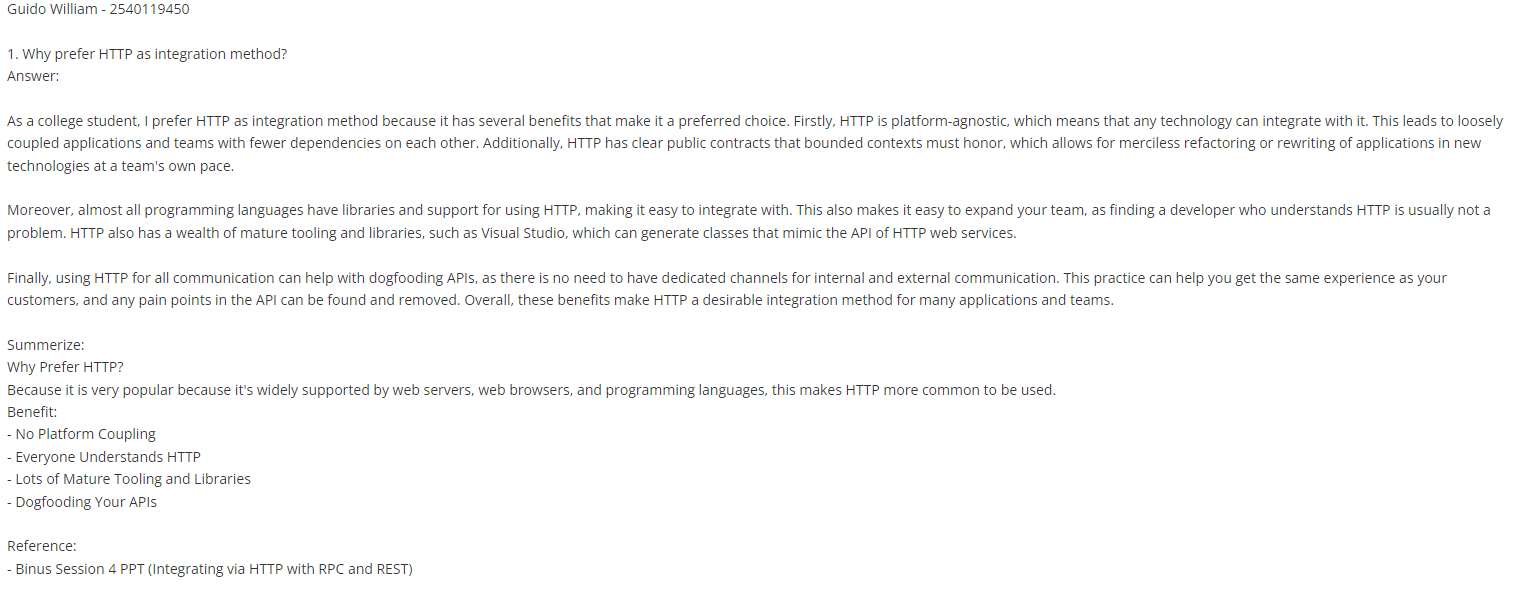 Guido William - 2540119450
1. Why prefer HTTP as integration method?
Answer:
As a college student, I prefer HTTP as integration method because it has several benefits that make it a preferred choice. Firstly, HTTP is platform-agnostic, which means that any technology can integrate with it. This leads to loosely
coupled applications and teams with fewer dependencies on each other. Additionally, HTTP has clear public contracts that bounded contexts must honor, which allows for merciless refactoring or rewriting of applications in new
technologies at a team's own pace.
Moreover, almost all programming languages have libraries and support for using HTTP, making it easy to integrate with. This also makes it easy to expand your team, as finding a developer who understands HTTP is usually not a
problem. HTTP also has a wealth of mature tooling and libraries, such as Visual Studio, which can generate classes that mimic the API of HTTP web services.
Finally, using HTTP for all communication can help with dogfooding APIs, as there is no need to have dedicated channels for internal and external communication. This practice can help you get the same experience as your
customers, and any pain points in the API can be found and removed. Overall, these benefits make HTTP a desirable integration method for many applications and teams.
Summerize:
Why Prefer HTTP?
Because it is very popular because it's widely supported by web servers, web browsers, and programming languages, this makes HTTP more common to be used.
Benefit:
- No Platform Coupling
- Everyone Understands HTTP
- Lots of Mature Tooling and Libraries
- Dogfooding Your APIs
Reference:
- Binus Session 4 PPT (Integrating via HTTP with RPC and REST)